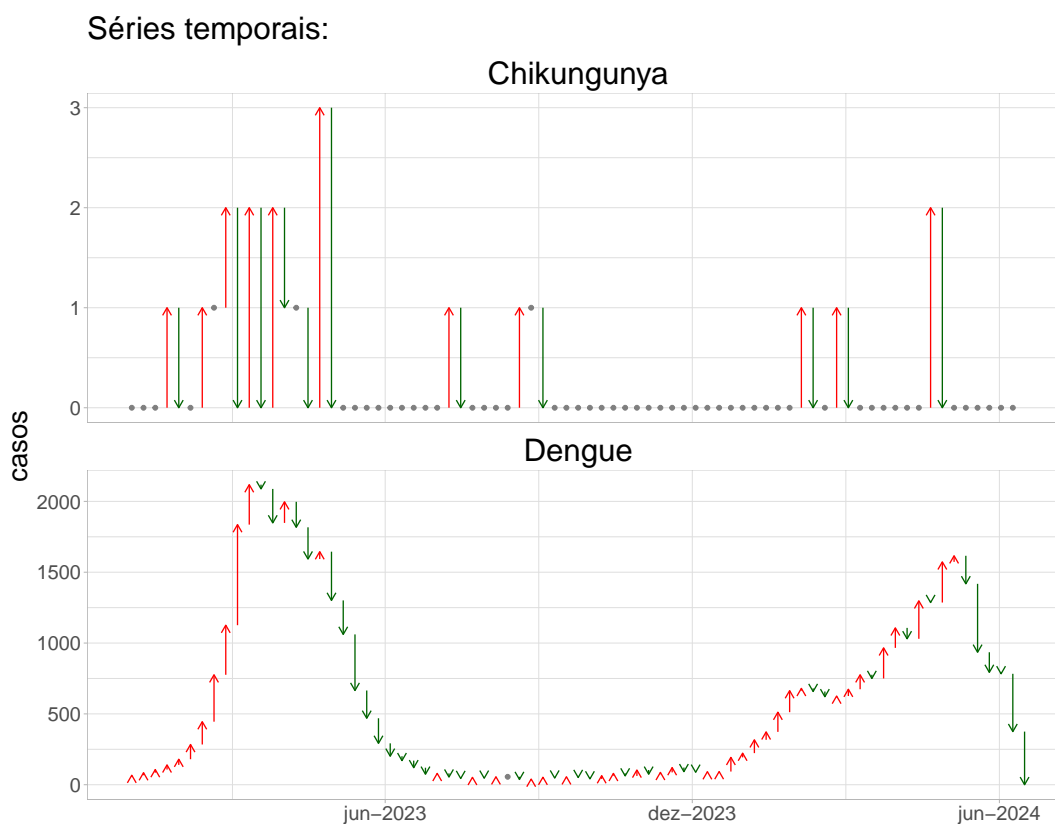 Séries temporais:
Chikungunya
3
2
1
0
casos
Dengue
2000
1500
1000
500
0
jun−2023
dez−2023
jun−2024